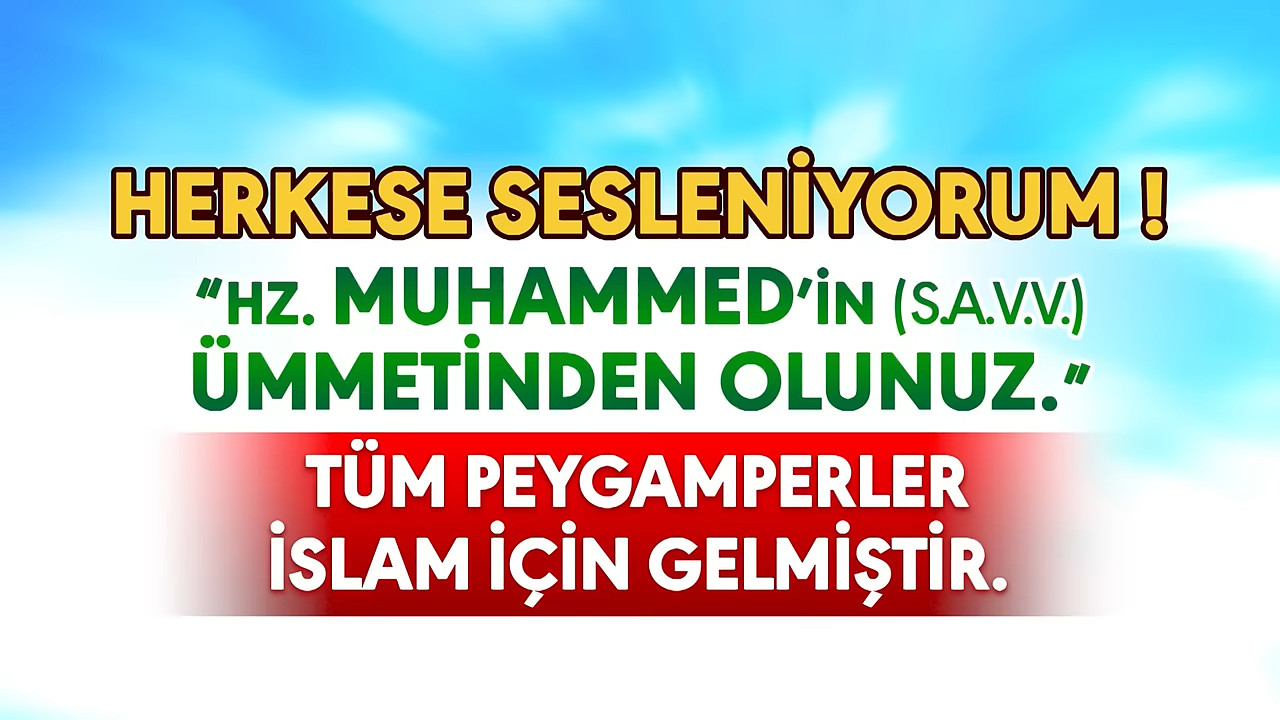 HERKESE SESLENİYORUM !
"HZ. MUHAMMED'İN (S.A.V.V.)
ÜMMETİNDEN OLUNUZ."
TÜM PEYGAMPERLER
İSLAM İÇİN GELMİŞTİR.